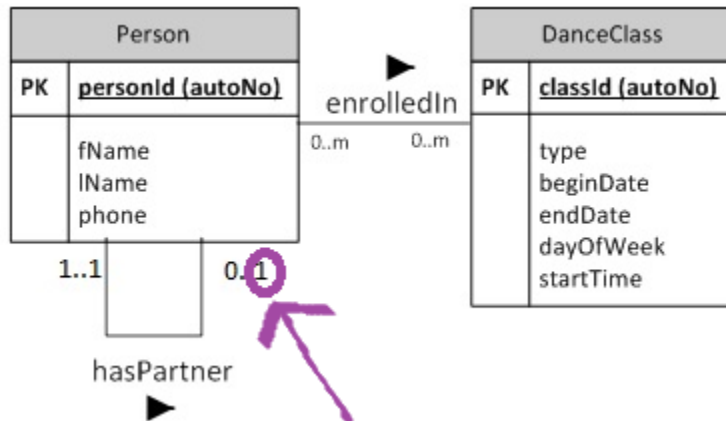 Person
PK personId (autoNo)
fName
lName
phone
enrolledIn
0..m 0..m
DanceClass
PK classId (autoNo)
type
beginDate
endDate
dayOfWeek
startTime
1..1 0..1
hasPartner